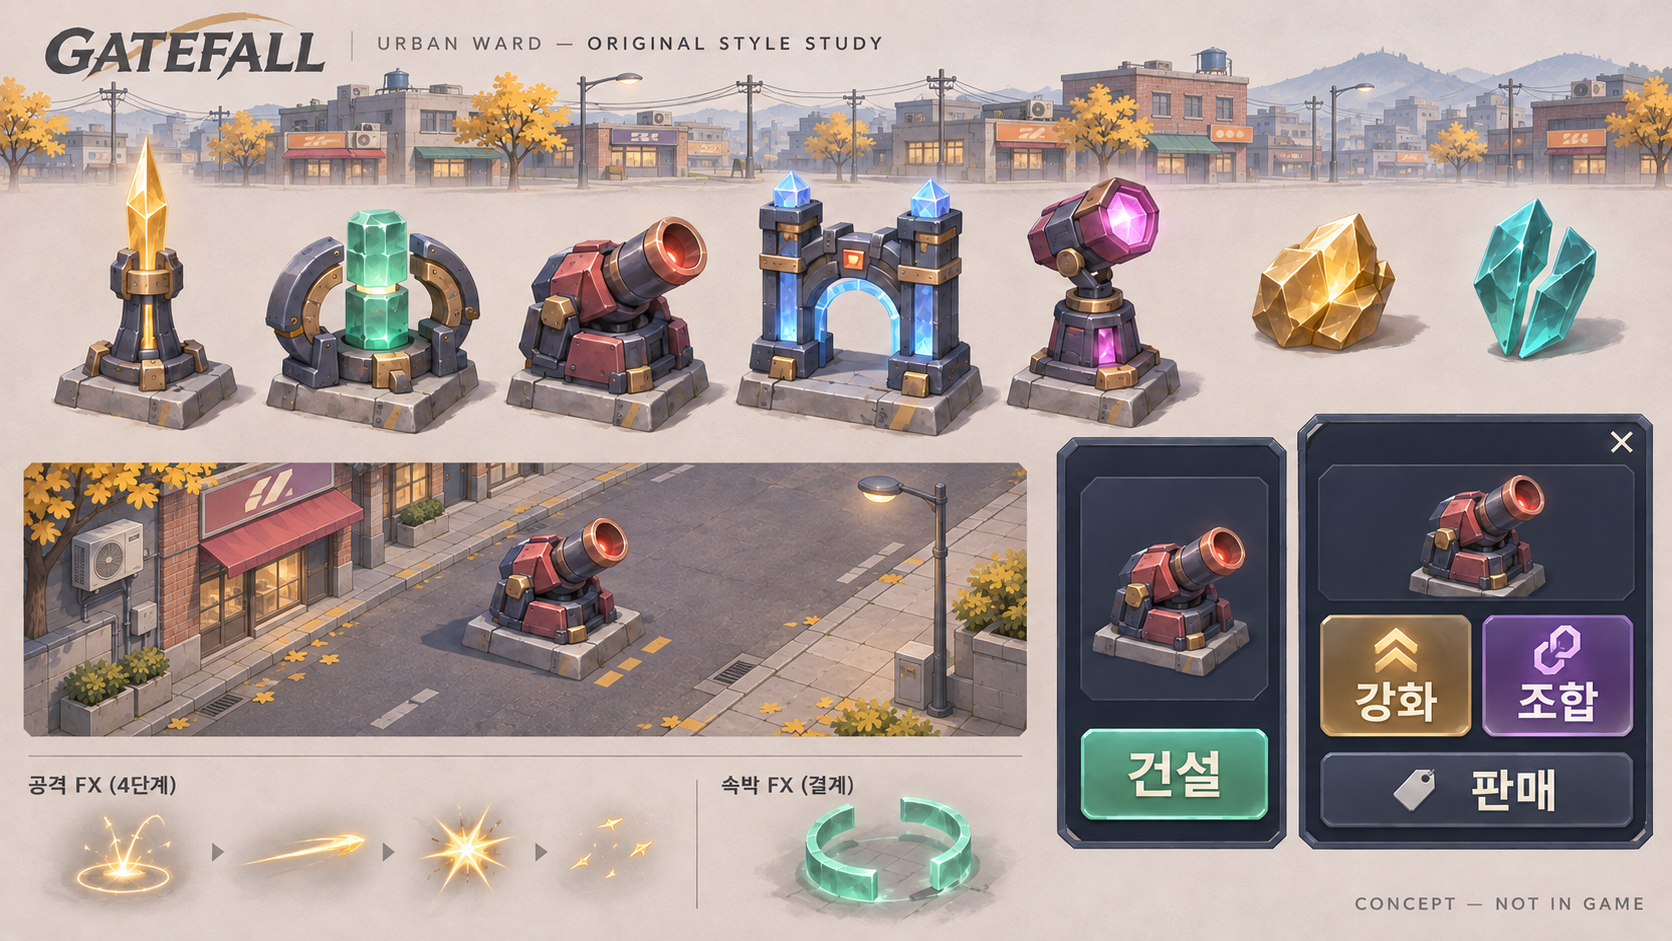 GATEFALL
URBAN WARD — ORIGINAL STYLE STUDY
건설
강화
조합
판매
공격 FX (4단계)
속박 FX (결계)
CONCEPT — NOT IN GAME